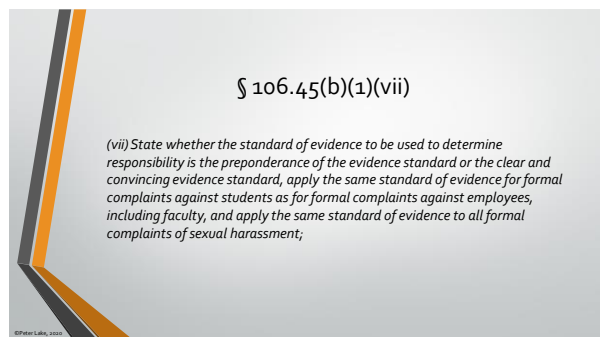 § 106.45(b)(1)(vii)
(vii) State whether the standard of evidence to be used to determine
responsibility is the preponderance of the evidence standard or the clear and
convincing evidence standard, apply the same standard of evidence for formal
complaints against students as for formal complaints against employees,
including faculty, and apply the same standard of evidence to all formal
complaints of sexual harassment;
©Peter Lake, 2020